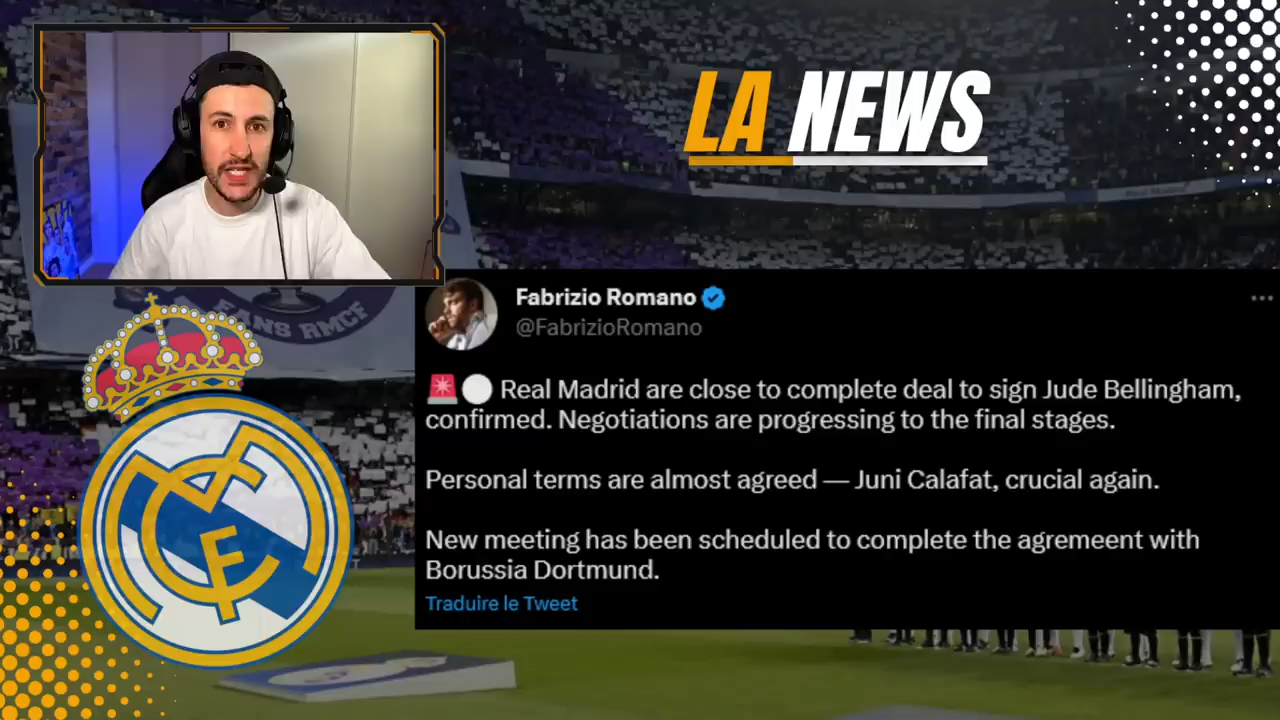 LA NEWS
FANS RMCF
Fabrizio Romano
@FabrizioRomano
🚨⚪ Real Madrid are close to complete deal to sign Jude Bellingham,
confirmed. Negotiations are progressing to the final stages.
Personal terms are almost agreed — Juni Calafat, crucial again.
New meeting has been scheduled to complete the agremeent with
Borussia Dortmund.
Traduire le Tweet